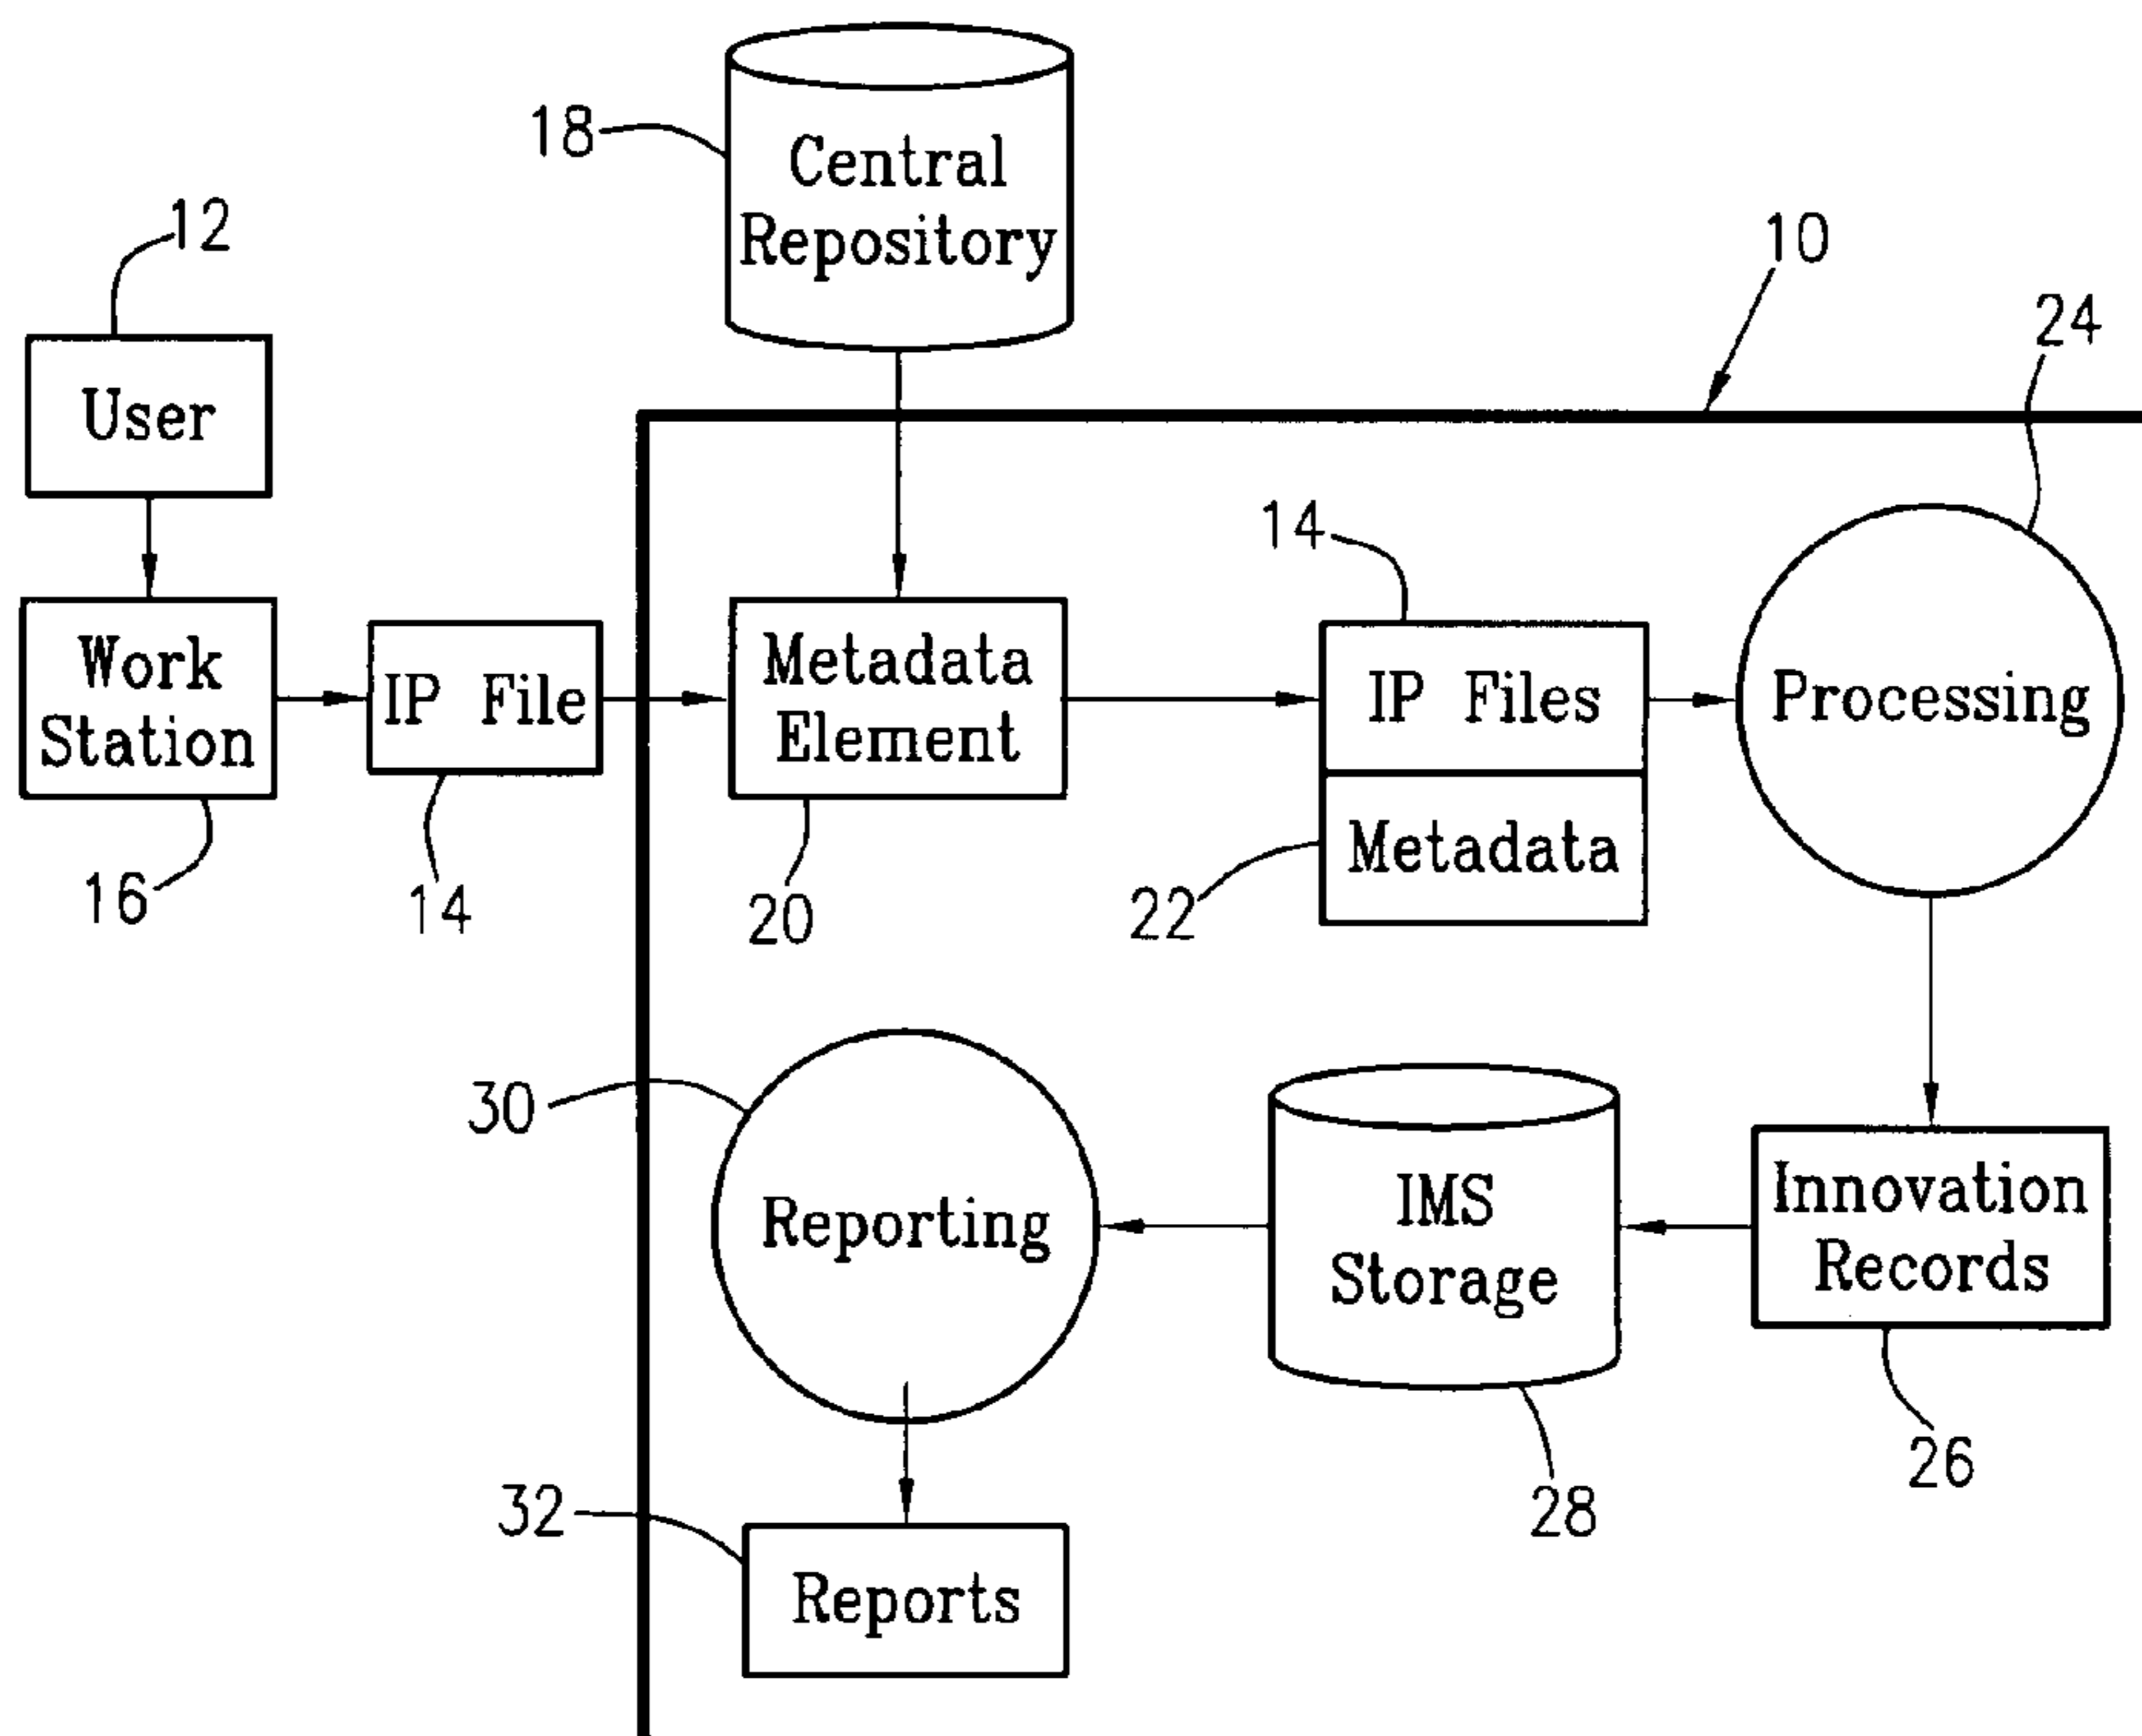 18
Central
Repository
12
10
24
User
14
Work
Station
IP File
Metadata
Element
IP Files
Processing
Metadata
16
14
20
22
30
Reporting
IMS
Storage
Innovation
Records
26
32
28
Reports